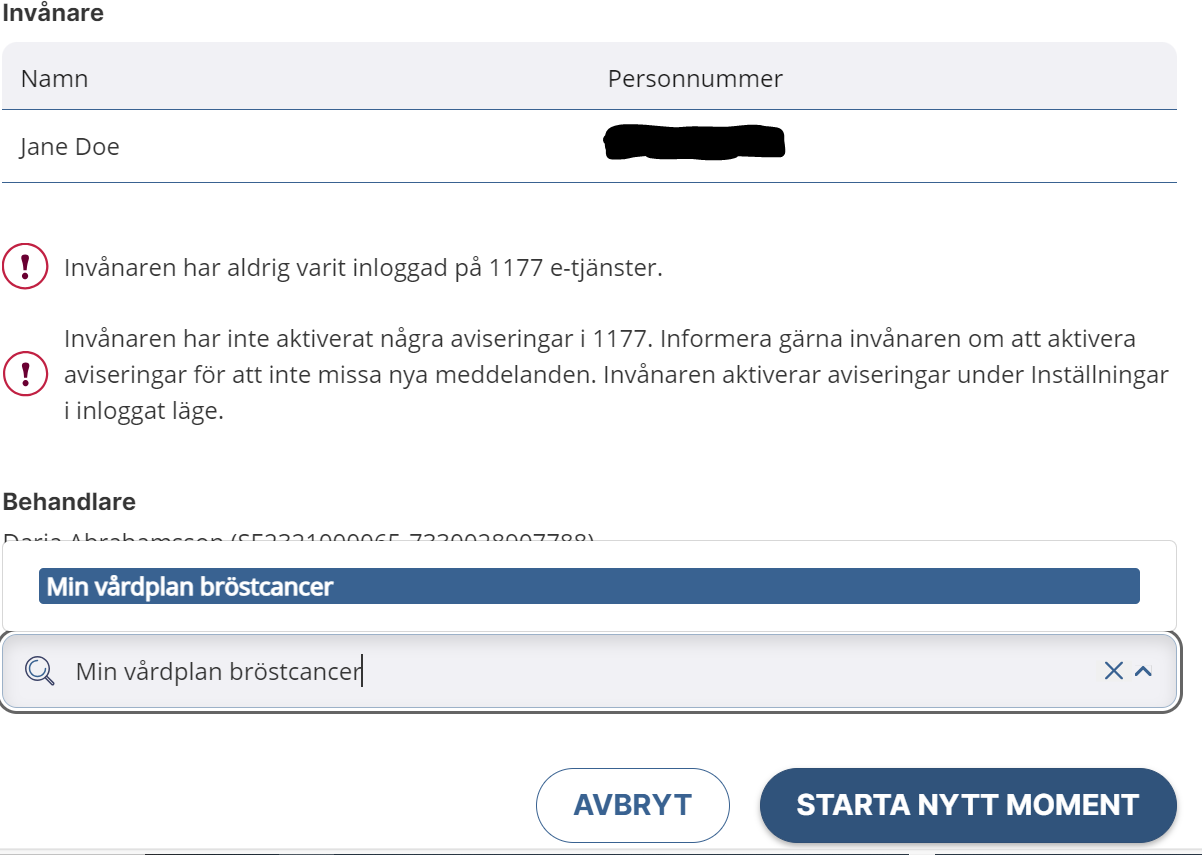 Invånare
Namn Personnummer
Jane Doe
Invånaren har aldrig varit inloggad på 1177 e-tjänster.
Invånaren har inte aktiverat några aviseringar i 1177. Informera gärna invånaren om att aktivera
aviseringar för att inte missa nya meddelanden. Invånaren aktiverar aviseringar under Inställningar
i inloggat läge.
Behandlare
Daria Abrahamsson
Min vårdplan bröstcancer
Min vårdplan bröstcancer
AVBRYT STARTA NYTT MOMENT